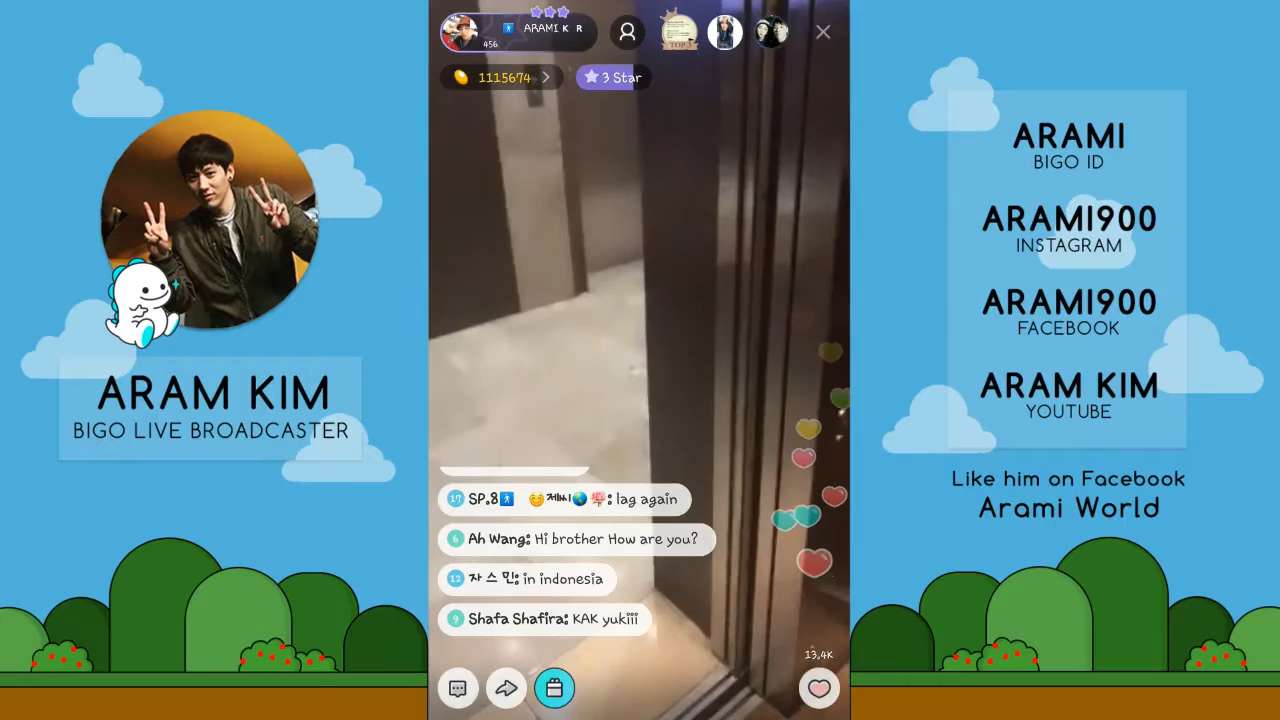 ARAM KIM
BIGO LIVE BROADCASTER
ARAMI K R
456
TOP 3
1115674
3 Star
SP.8 제씨: lag again
Ah Wang: Hi brother How are you?
자 스 민: in indonesia
Shafa Shafira: KAK yukiii
17
6
12
9
13.4K
ARAMI
BIGO ID
ARAMI900
INSTAGRAM
ARAMI900
FACEBOOK
ARAM KIM
YOUTUBE
Like him on Facebook
Arami World